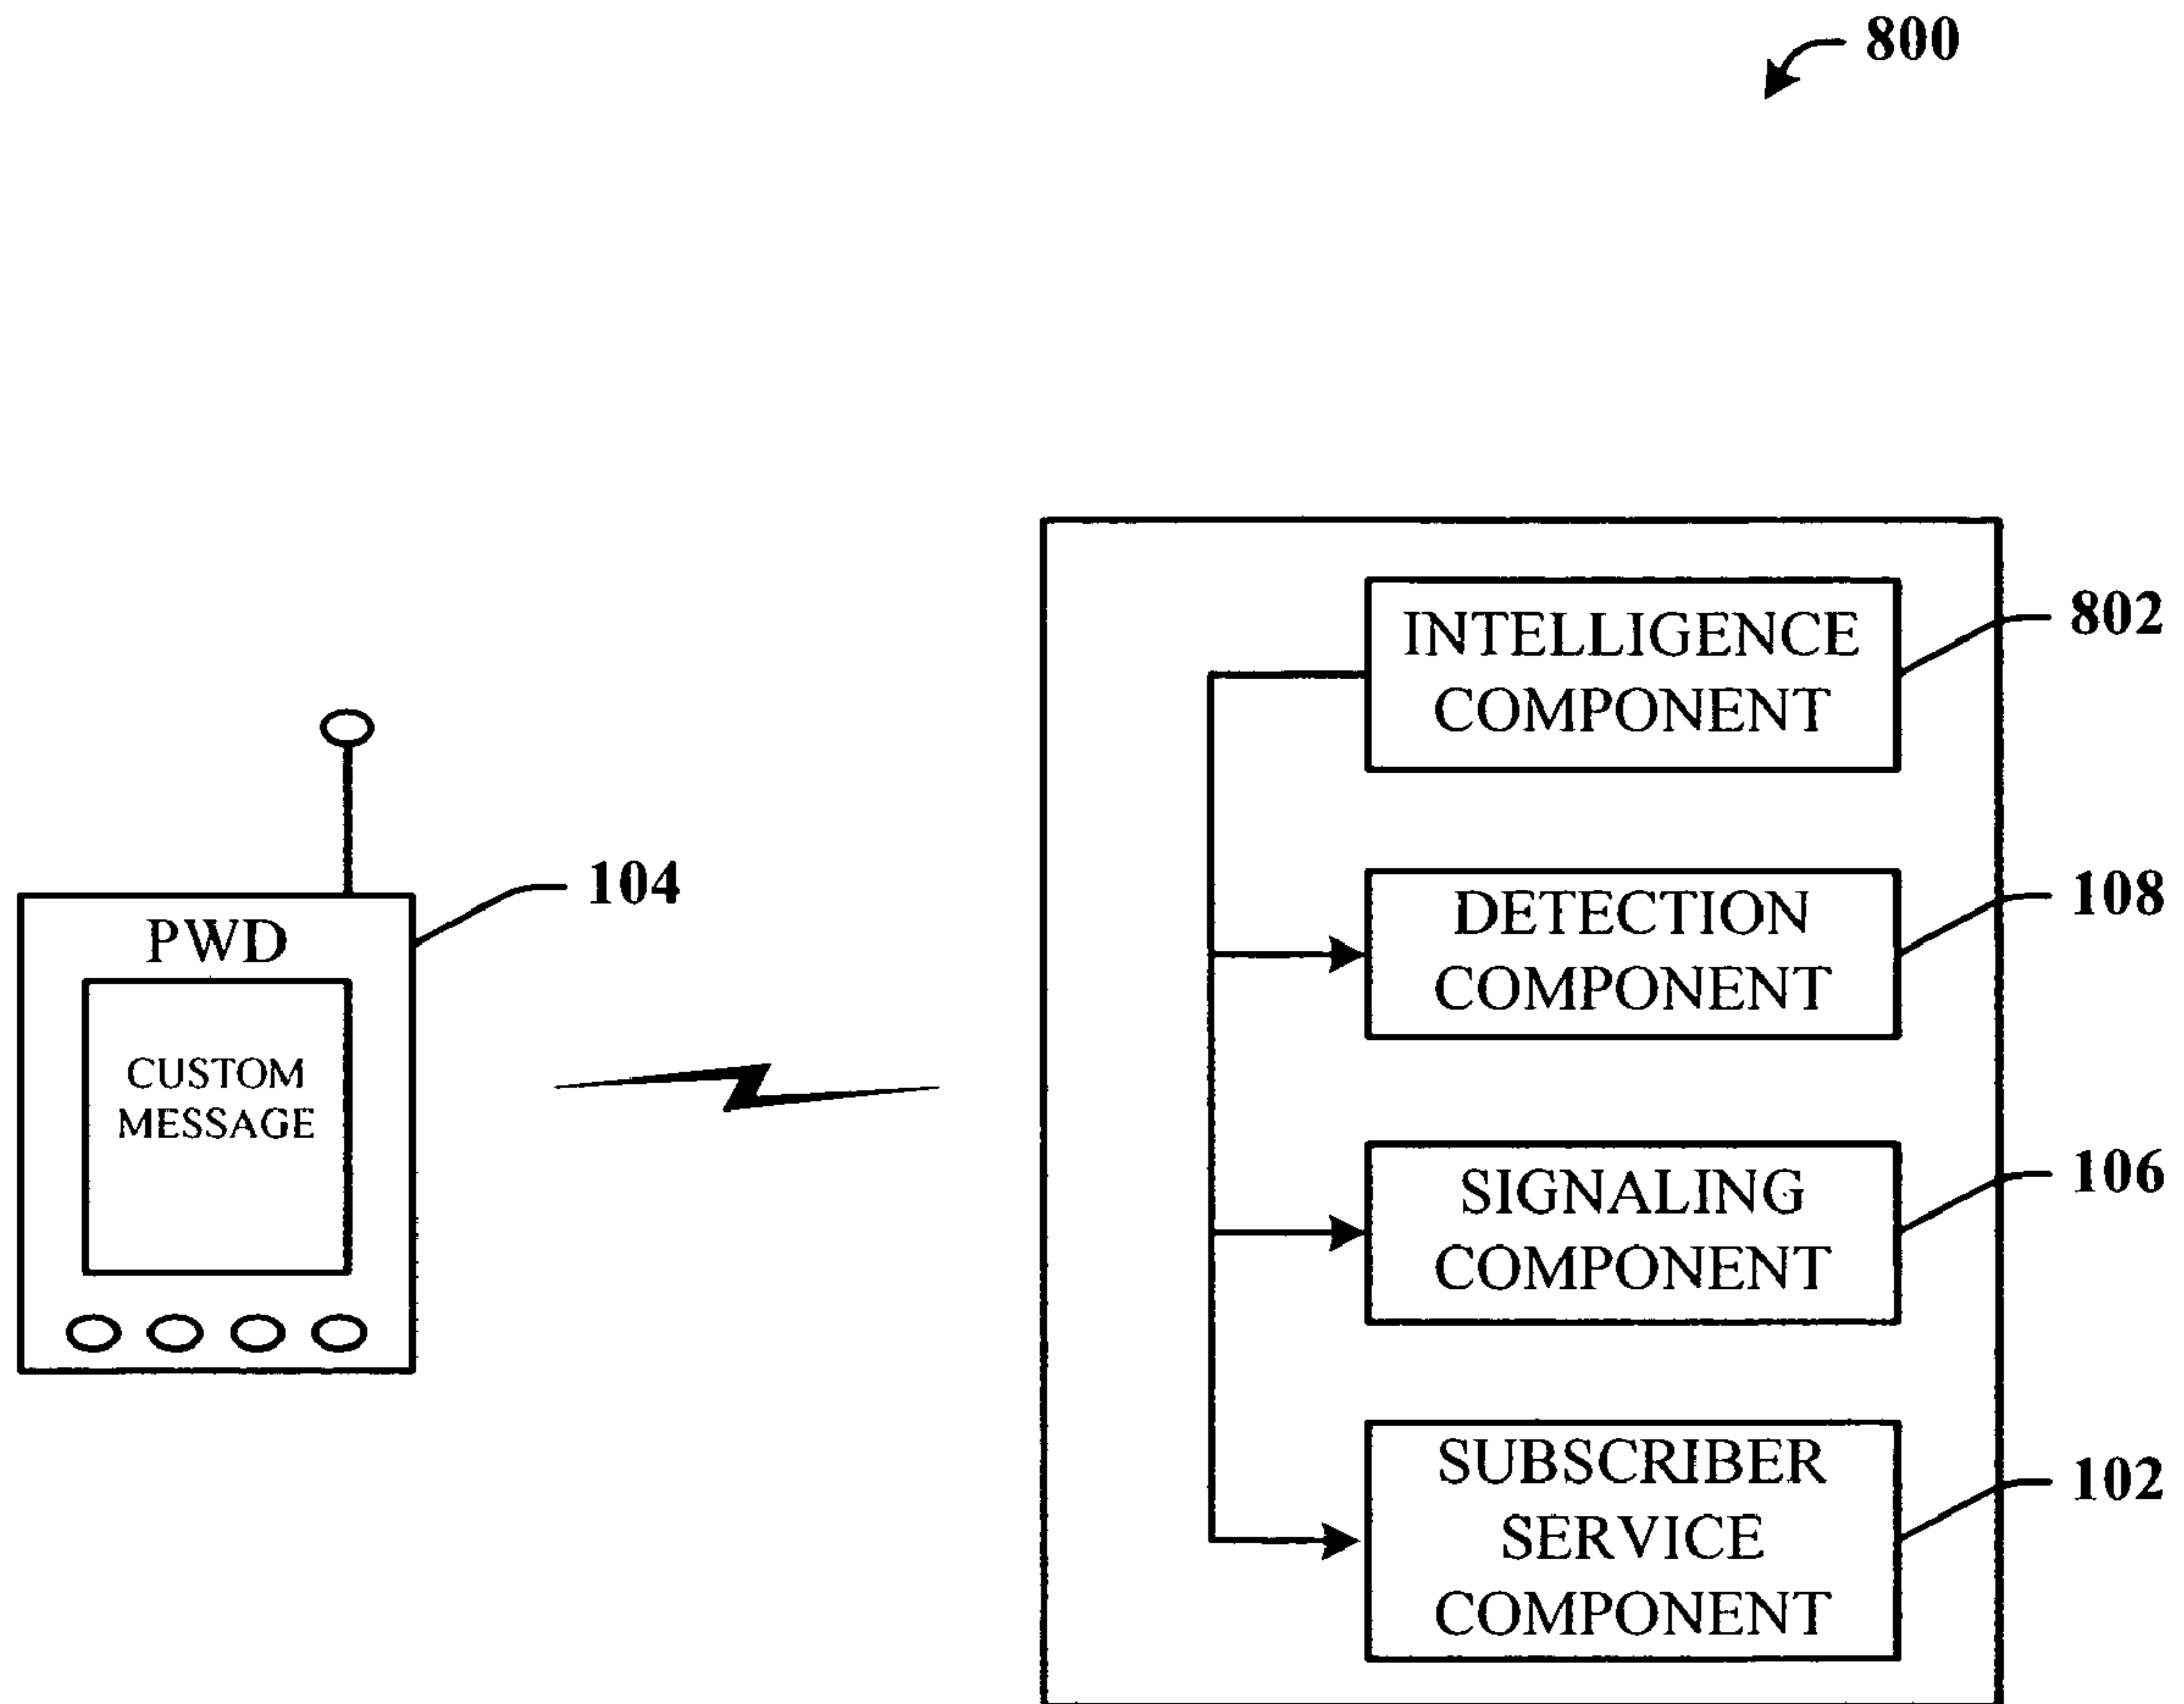 800
INTELLIGENCE
COMPONENT
802
104
PWD
CUSTOM
MESSAGE
DETECTION
COMPONENT
108
SIGNALING
COMPONENT
106
SUBSCRIBER
SERVICE
COMPONENT
102